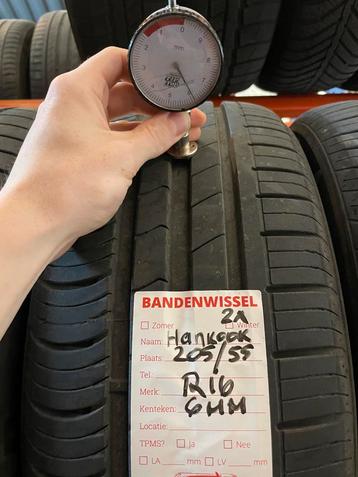 mm
BANDENWISSEL
2x
Zomer Winter
Naam: Hankook
Plaats: 205/55
Tel.:
Merk: R16
Kenteken: 6MM
Locatie:
TPMS? Ja Nee
LA mm LV mm